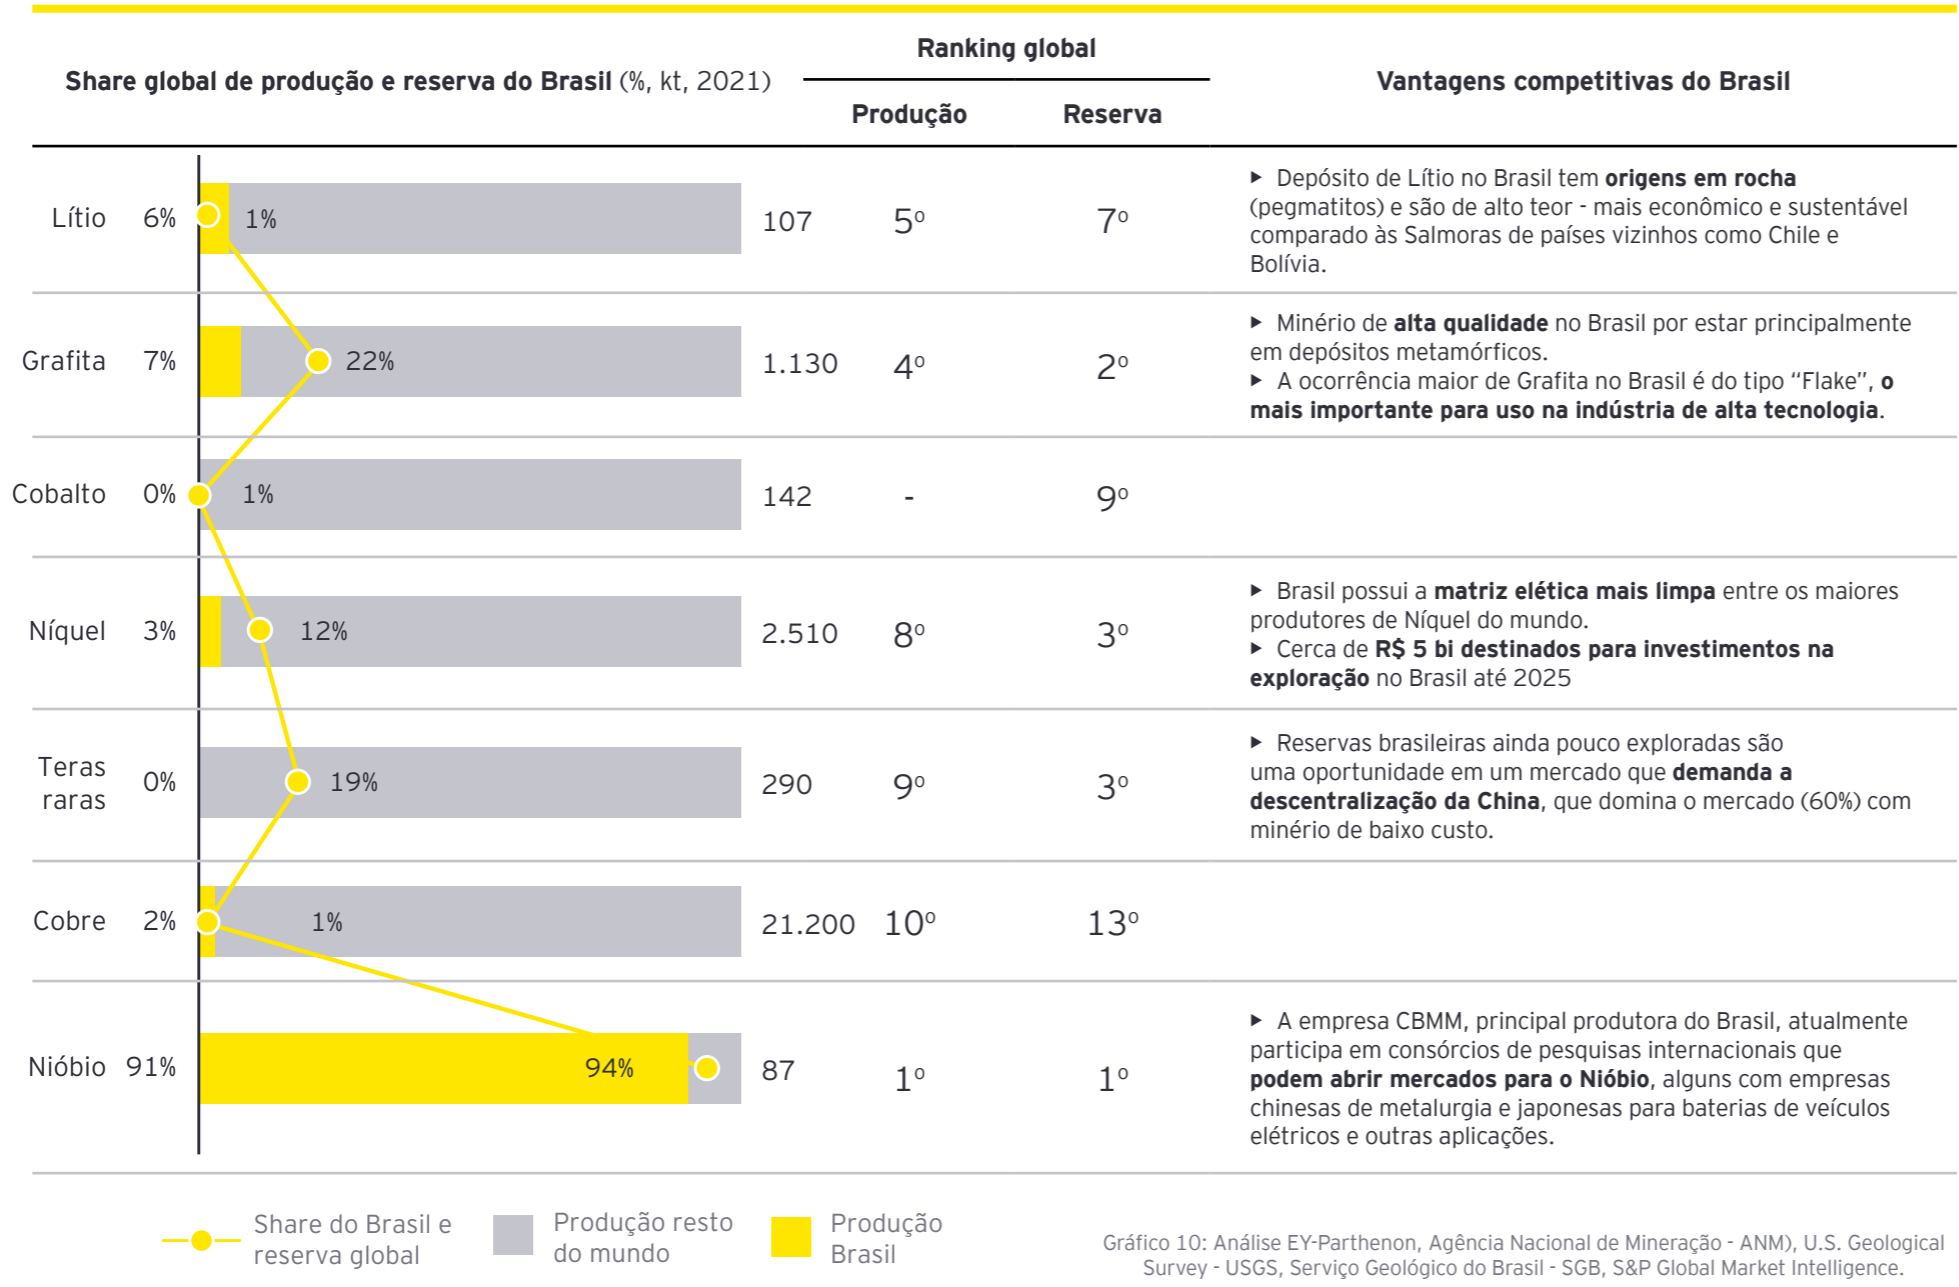 Share global de produção e reserva do Brasil (%, kt, 2021)
Ranking global
Produção
Reserva
Vantagens competitivas do Brasil
Lítio 6% 1% 107 5º 7º
► Depósito de Lítio no Brasil tem origens em rocha
(pegmatitos) e são de alto teor - mais econômico e sustentável
comparado às Salmoras de países vizinhos como Chile e
Bolívia.
Grafita 7% 22% 1.130 4º 2º
► Minério de alta qualidade no Brasil por estar principalmente
em depósitos metamórficos.
► A ocorrência maior de Grafita no Brasil é do tipo “Flake”, o
mais importante para uso na indústria de alta tecnologia.
Cobalto 0% 1% 142 - 9º
Níquel 3% 12% 2.510 8º 3º
► Brasil possui a matriz elética mais limpa entre os maiores
produtores de Níquel do mundo.
► Cerca de R$ 5 bi destinados para investimentos na
exploração no Brasil até 2025
Teras
raras 0% 19% 290 9º 3º
► Reservas brasileiras ainda pouco exploradas são
uma oportunidade em um mercado que demanda a
descentralização da China, que domina o mercado (60%) com
minério de baixo custo.
Cobre 2% 1% 21.200 10º 13º
Nióbio 91% 94% 87 1º 1º
► A empresa CBMM, principal produtora do Brasil, atualmente
participa em consórcios de pesquisas internacionais que
podem abrir mercados para o Nióbio, alguns com empresas
chinesas de metalurgia e japonesas para baterias de veículos
elétricos e outras aplicações.
Share do Brasil e
reserva global
Produção resto
do mundo
Produção
Brasil
Gráfico 10: Análise EY-Parthenon, Agência Nacional de Mineração - ANM), U.S. Geological
Survey - USGS, Serviço Geológico do Brasil - SGB, S&P Global Market Intelligence.